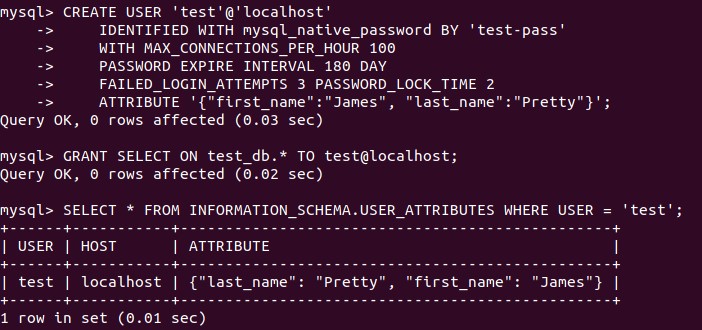 mysql> CREATE USER 'test'@'localhost'
    ->     IDENTIFIED WITH mysql_native_password BY 'test-pass'
    ->     WITH MAX_CONNECTIONS_PER_HOUR 100
    ->     PASSWORD EXPIRE INTERVAL 180 DAY
    ->     FAILED_LOGIN_ATTEMPTS 3 PASSWORD_LOCK_TIME 2
    ->     ATTRIBUTE '{"first_name":"James", "last_name":"Pretty"}';
Query OK, 0 rows affected (0.03 sec)

mysql> GRANT SELECT ON test_db.* TO test@localhost;
Query OK, 0 rows affected (0.02 sec)

mysql> SELECT * FROM INFORMATION_SCHEMA.USER_ATTRIBUTES WHERE USER = 'test';
+------+-----------+------------------------------------------------+
| USER | HOST      | ATTRIBUTE                                      |
+------+-----------+------------------------------------------------+
| test | localhost | {"last_name": "Pretty", "first_name": "James"} |
+------+-----------+------------------------------------------------+
1 row in set (0.01 sec)